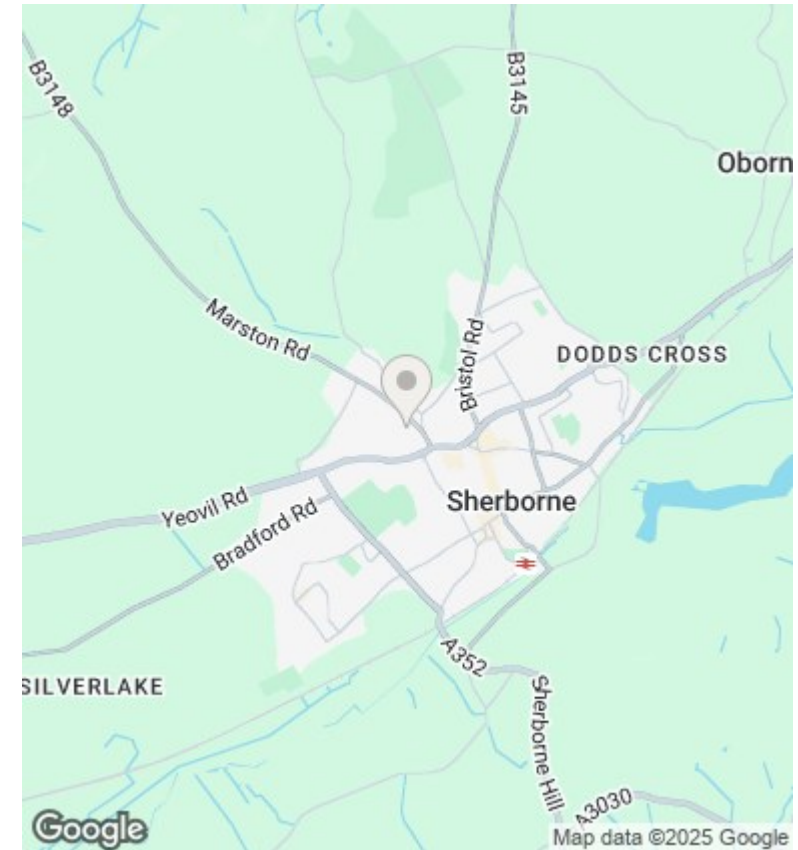 B3148
B3145
Oborn
Marston Rd
Bristol Rd
DODDS CROSS
Sherborne
Yeovil Rd
Bradford Rd
A352
SILVERLAKE
Sherborne Hill
A3030
Google
Map data ©2025 Google